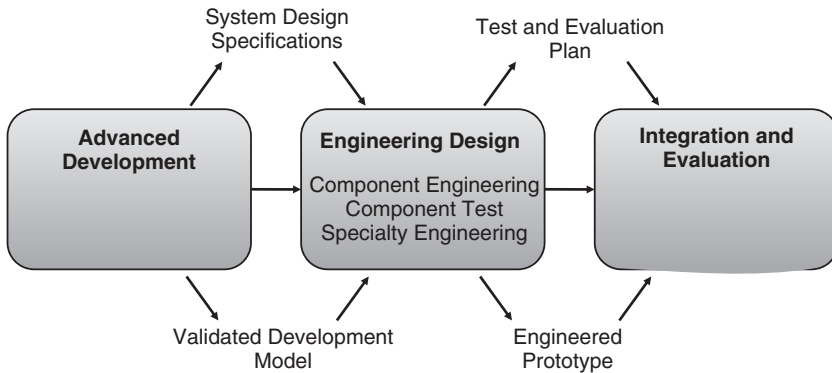 System Design
Specifications
Test and Evaluation
Plan
Advanced
Development
Engineering Design
Component Engineering
Component Test
Specialty Engineering
Integration and
Evaluation
Validated Development
Model
Engineered
Prototype